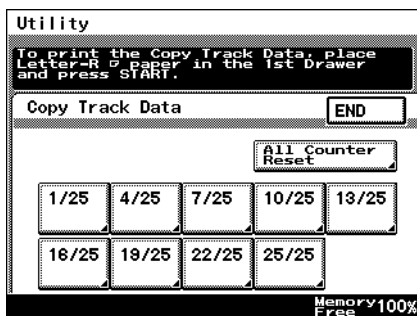 Utility
To print the Copy Track Data, place
Letter-R paper in the 1st Drawer
and press START.
Copy Track Data
END
All Counter
Reset
1/25 4/25 7/25 10/25 13/25
16/25 19/25 22/25 25/25
Memory 100%
Free